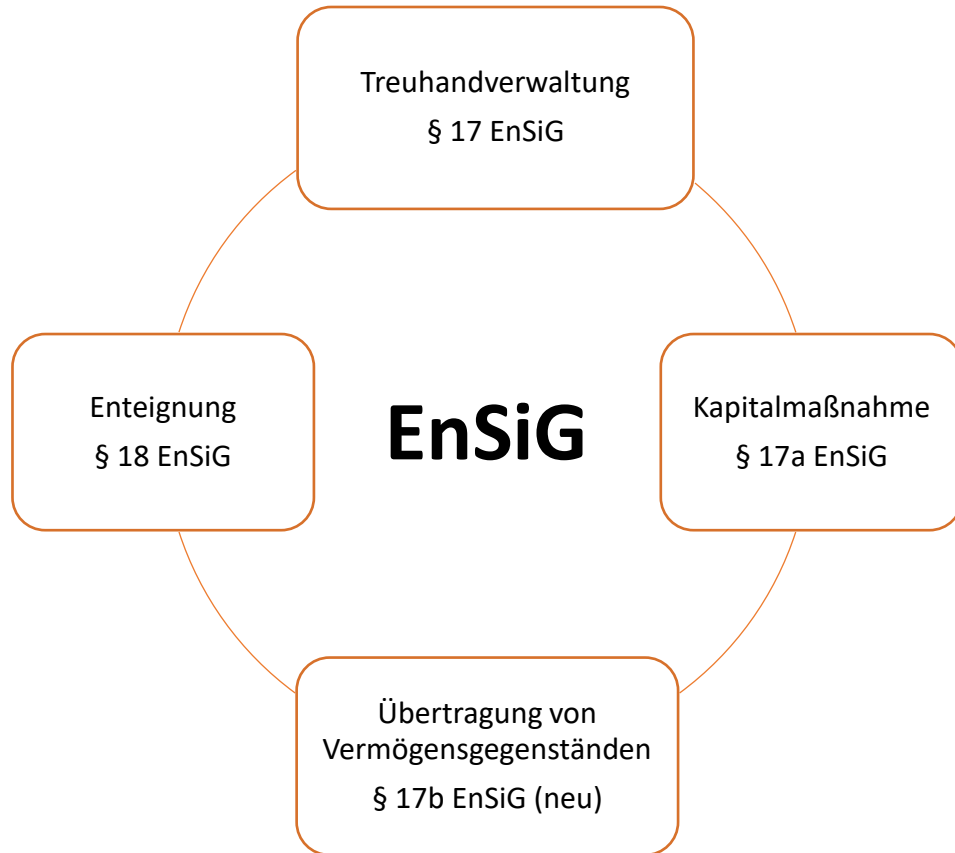 Treuhandverwaltung
§ 17 EnSiG
Enteignung
§ 18 EnSiG
EnSiG
Kapitalmaßnahme
§ 17a EnSiG
Übertragung von
Vermögensgegenständen
§ 17b EnSiG (neu)